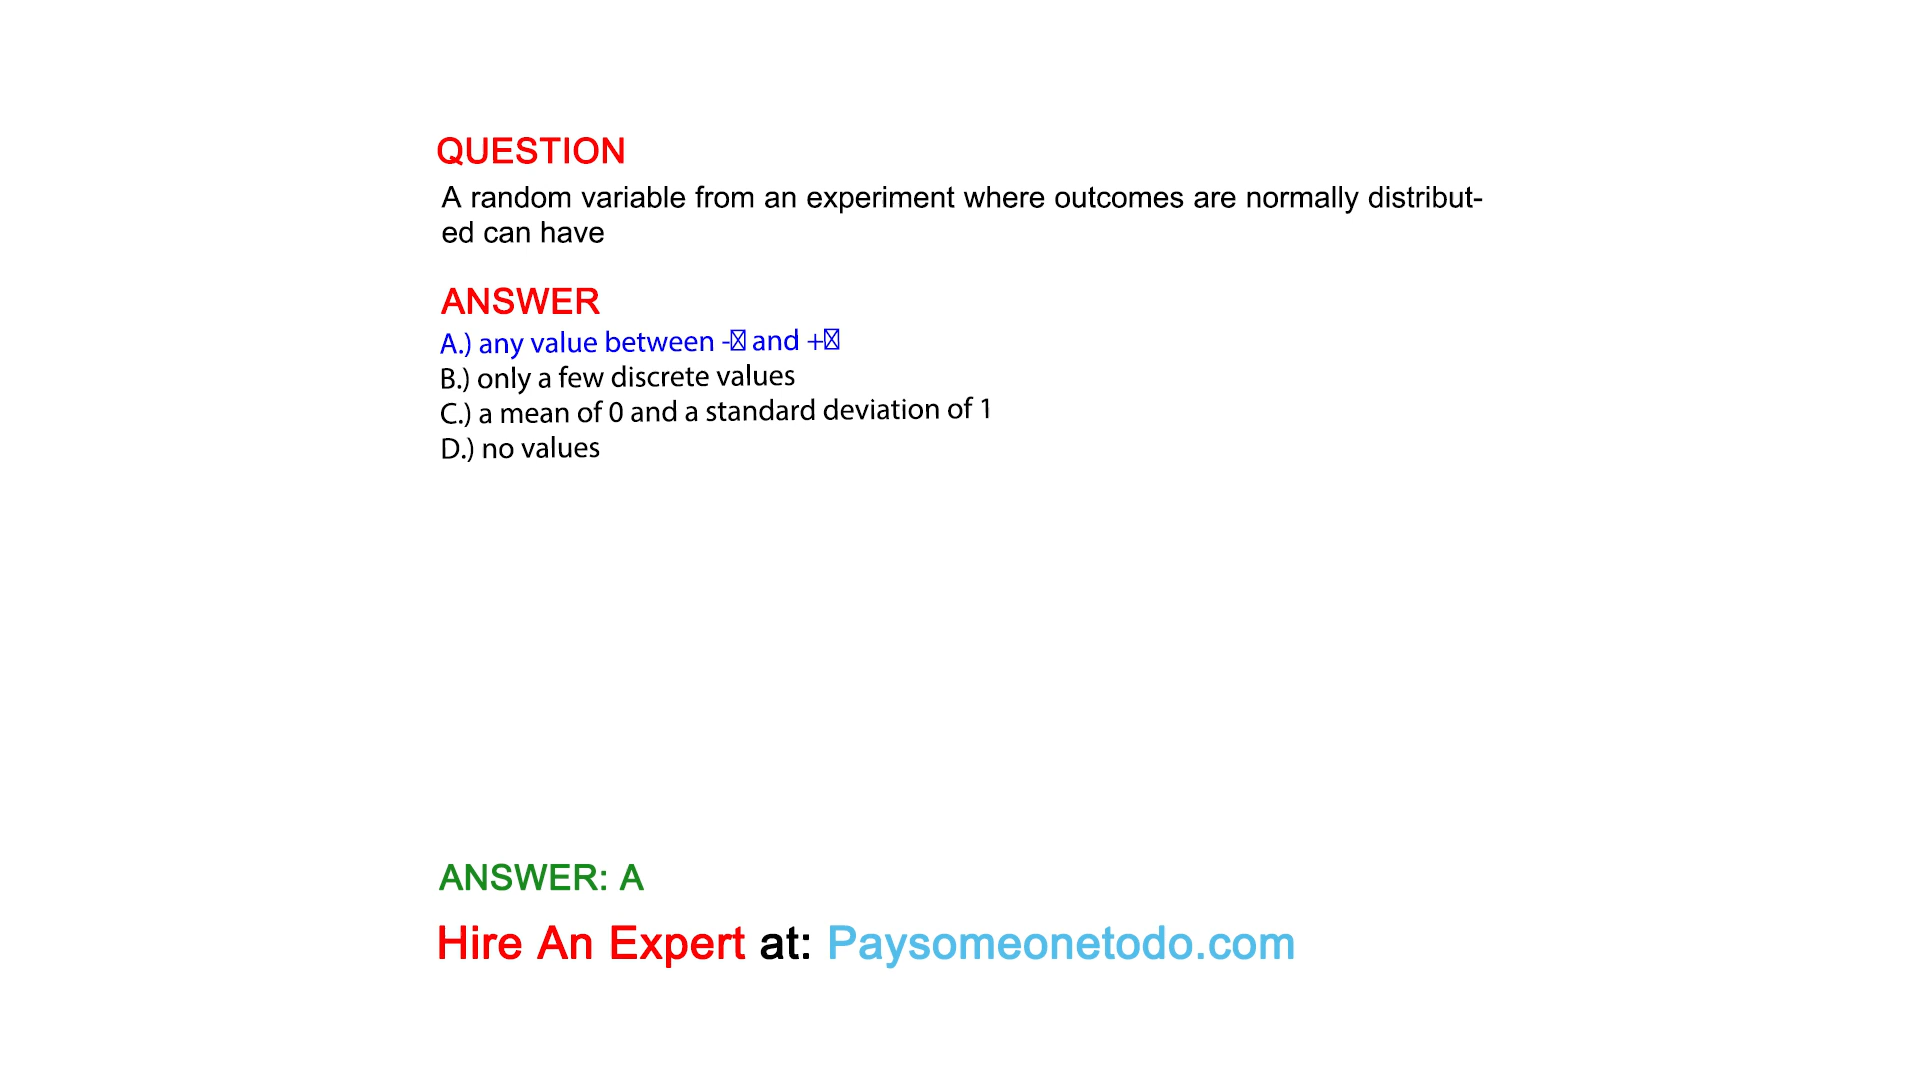 QUESTION
A random variable from an experiment where outcomes are normally distribut-
ed can have
ANSWER
A.) any value between - and +
B.) only a few discrete values
C.) a mean of 0 and a standard deviation of 1
D.) no values
ANSWER: A
Hire An Expert at: Paysomeonetodo.com